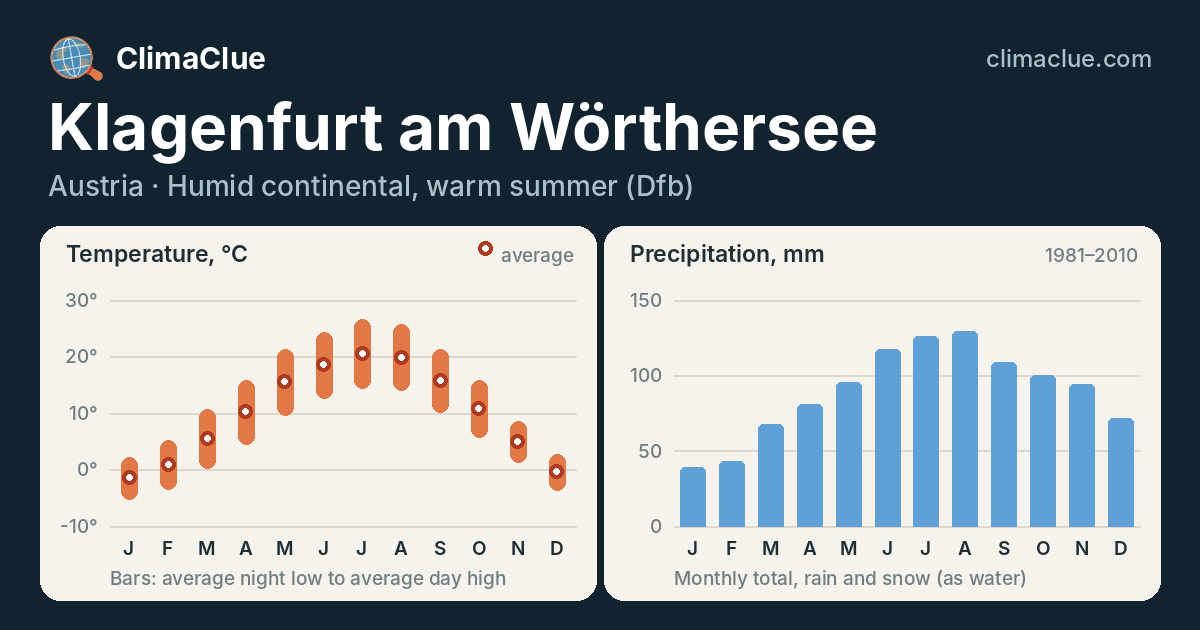 ClimaClue
climaclue.com
Klagenfurt am Wörthersee
Austria · Humid continental, warm summer (Dfb)
Temperature, °C
average
30°
20°
10°
0°
-10°
J F M A M J J A S O N D
Bars: average night low to average day high
Precipitation, mm
1981–2010
150
100
50
0
J F M A M J J A S O N D
Monthly total, rain and snow (as water)